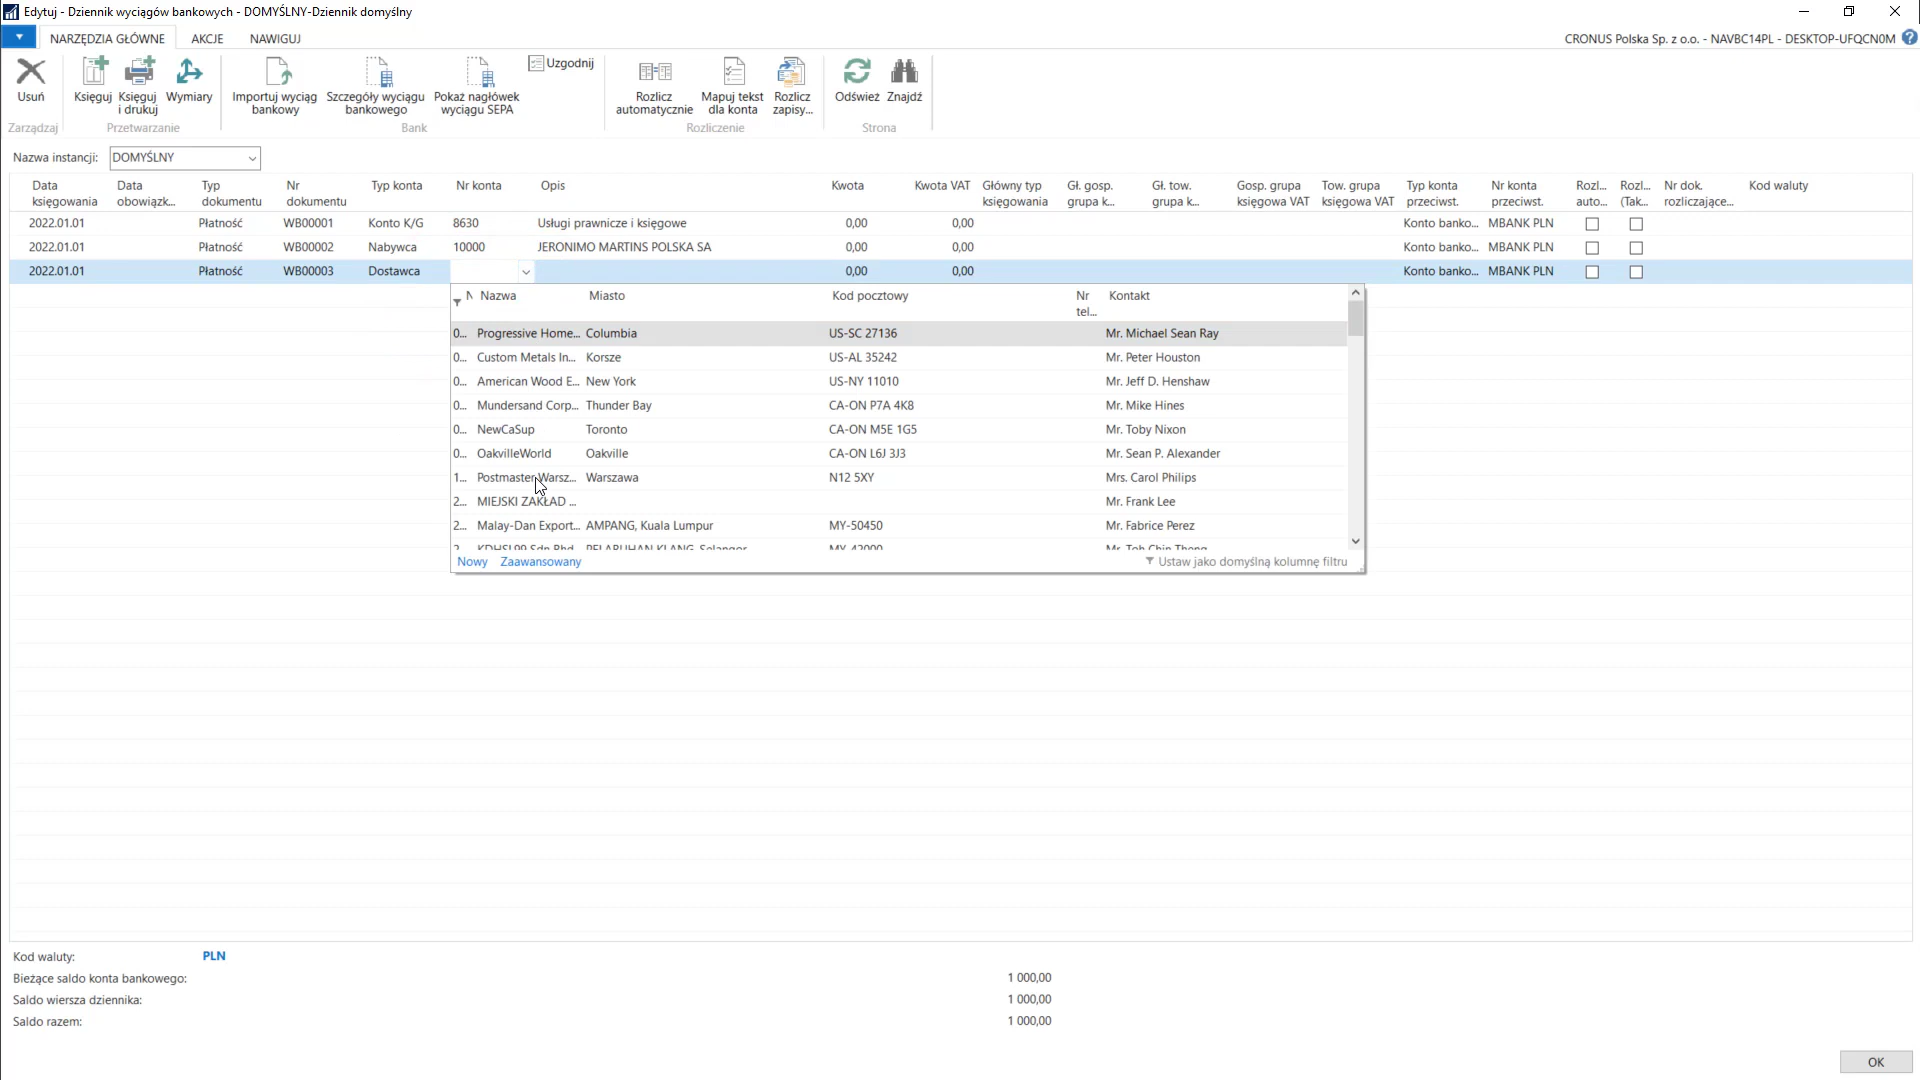 Edytuj - Dziennik wyciągów bankowych - DOMYŚLNY-Dziennik domyślny
NARZĘDZIA GŁÓWNE AKCJE NAWIGUJ CRONUS Polska Sp. z o.o. - NAVBC14PL - DESKTOP-UFQCN0M
Usuń Księguj Księguj i drukuj Wymiary Importuj wyciąg bankowy Szczegóły wyciągu bankowego Pokaż nagłówek wyciągu SEPA Uzgodnij Rozlicz automatycznie Mapuj tekst dla konta Rozlicz zapisy... Odśwież Znajdź
Zarządzaj Przetwarzanie Bank Rozliczenie Strona
Nazwa instancji: DOMYŚLNY
Data księgowania Data obowiązk... Typ dokumentu Nr dokumentu Typ konta Nr konta Opis Kwota Kwota VAT Główny typ księgowania Gł. gosp. grupa k... Gł. tow. grupa k... Gosp. grupa księgowa VAT Tow. grupa księgowa VAT Typ konta przeciwst. Nr konta przeciwst. Rozl... auto... Rozl... (Tak... Nr dok. rozliczające... Kod waluty
2022.01.01 Płatność WB00001 Konto K/G 8630 Usługi prawnicze i księgowe 0,00 0,00 Konto banko... MBANK PLN
2022.01.01 Płatność WB00002 Nabywca 10000 JERONIMO MARTINS POLSKA SA 0,00 0,00 Konto banko... MBANK PLN
2022.01.01 Płatność WB00003 Dostawca 0,00 0,00 Konto banko... MBANK PLN
Nazwa Miasto Kod pocztowy Nr tel... Kontakt
0... Progressive Home... Columbia US-SC 27136 Mr. Michael Sean Ray
0... Custom Metals In... Korsze US-AL 35242 Mr. Peter Houston
0... American Wood E... New York US-NY 11010 Mr. Jeff D. Henshaw
0... Mundersand Corp... Thunder Bay CA-ON P7A 4K8 Mr. Mike Hines
0... NewCaSup Toronto CA-ON M5E 1G5 Mr. Toby Nixon
0... OakvilleWorld Oakville CA-ON L6J 3J3 Mr. Sean P. Alexander
1... Postmaster Warsz... Warszawa N12 5XY Mrs. Carol Philips
2... MIEJSKI ZAKŁAD ... Mr. Frank Lee
2... Malay-Dan Export... AMPANG, Kuala Lumpur MY-50450 Mr. Fabrice Perez
2... KDHSL99 Sdn Bhd PELABUHAN KLANG, Selangor MY-42000 Mr. Toh Chin Theng
Nowy Zaawansowany Ustaw jako domyślną kolumnę filtru
Kod waluty: PLN
Bieżące saldo konta bankowego: 1 000,00
Saldo wiersza dziennika: 1 000,00
Saldo razem: 1 000,00
OK